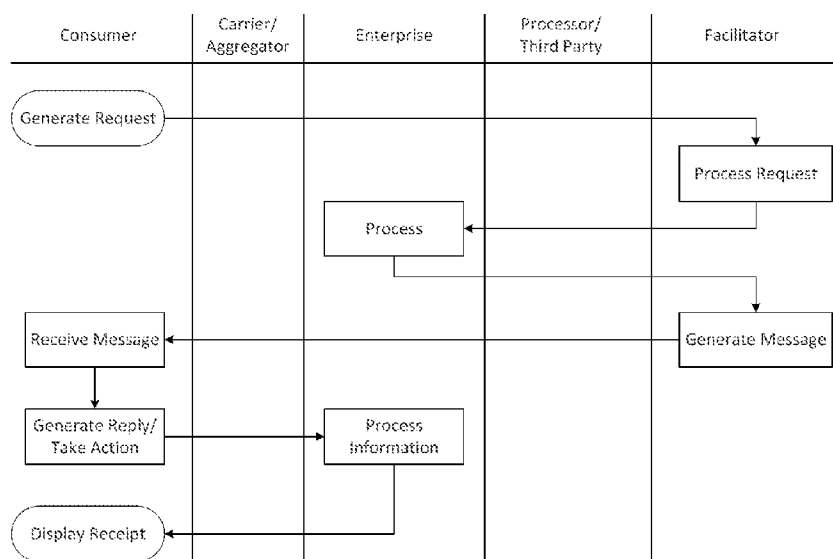 Consumer
Carrier/
Aggregator
Enterprise
Processor/
Third Party
Facilitator
Generate Request
Process Request
Process
Receive Message
Generate Message
Generate Reply/
Take Action
Process
Information
Display Receipt